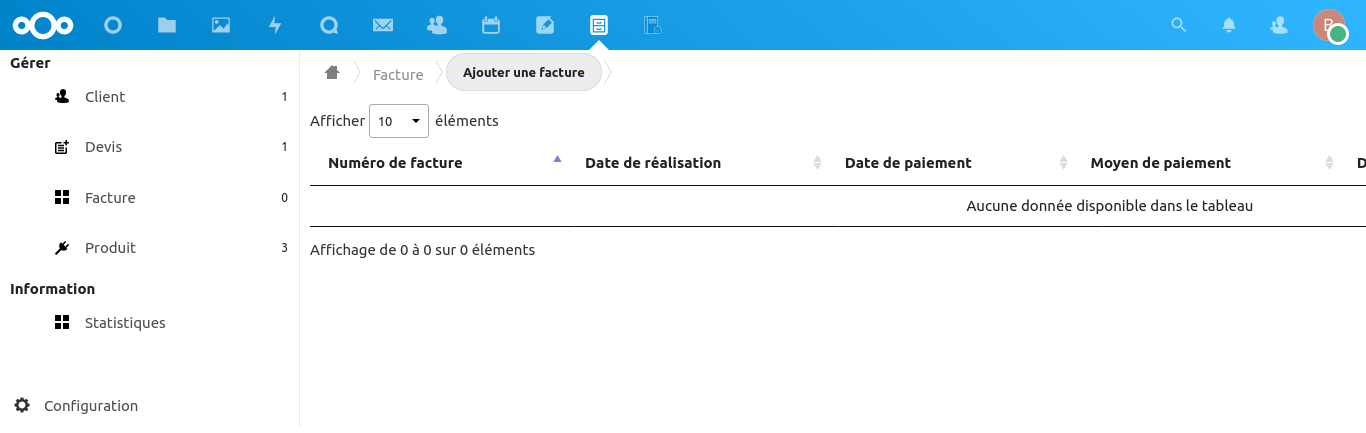 B
Gérer
Client 1
Devis 1
Facture 0
Produit 3
Information
Statistiques
Configuration
Facture Ajouter une facture
Afficher 10 éléments
Numéro de facture Date de réalisation Date de paiement Moyen de paiement D
Aucune donnée disponible dans le tableau
Affichage de 0 à 0 sur 0 éléments